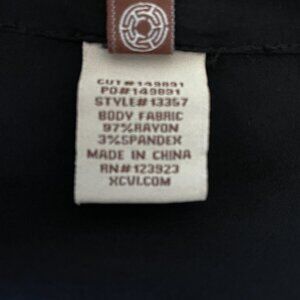 CUT#149891
PO#149891
STYLE#13357
BODY FABRIC
97%RAYON
3%SPANDEX
MADE IN CHINA
RN#123923
XCVI.COM